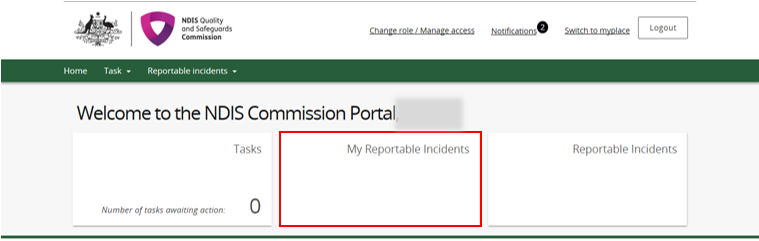 NDIS Quality
and Safeguards
Commission
Change role / Manage access
Notifications 2
Switch to myplace
Logout
Home Task Reportable incidents
Welcome to the NDIS Commission Portal,
Tasks
Number of tasks awaiting action: 0
My Reportable Incidents
Reportable Incidents